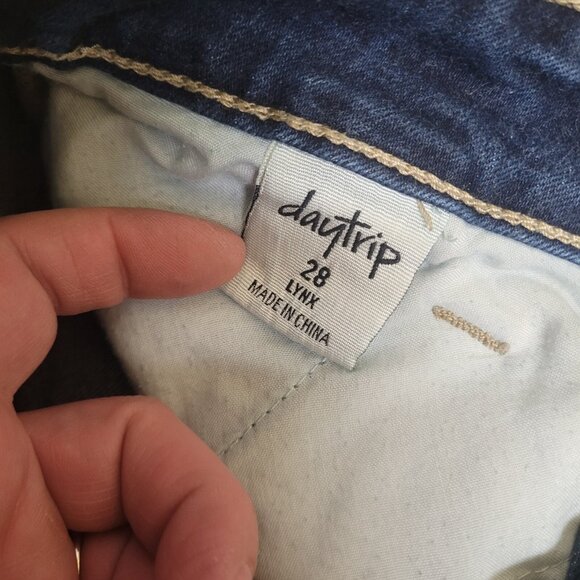 daytrip
28
LYNX
MADE IN CHINA